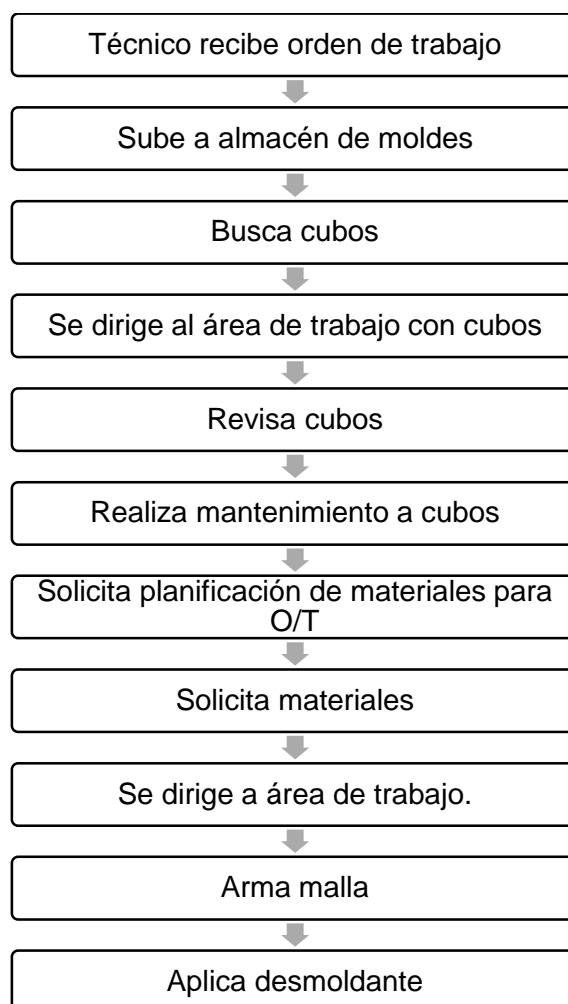 Técnico recibe orden de trabajo
Sube a almacén de moldes
Busca cubos
Se dirige al área de trabajo con cubos
Revisa cubos
Realiza mantenimiento a cubos
Solicita planificación de materiales para
O/T
Solicita materiales
Se dirige a área de trabajo.
Arma malla
Aplica desmoldante